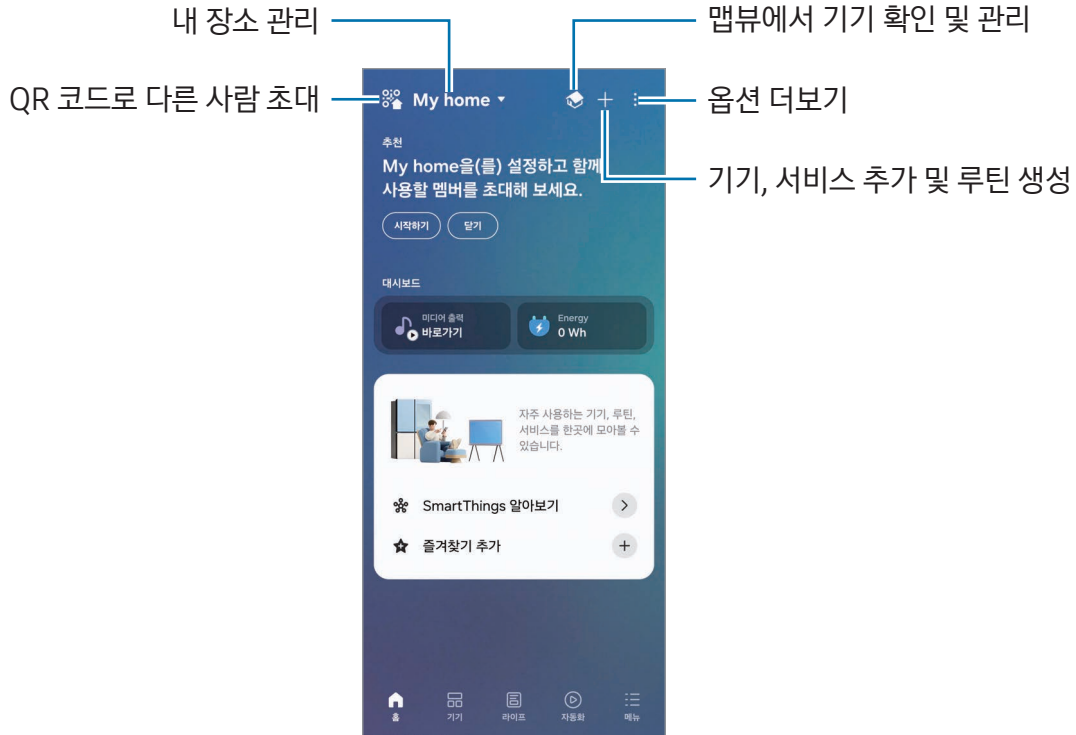 내 장소 관리
맵뷰에서 기기 확인 및 관리
QR 코드로 다른 사람 초대
My home
옵션 더보기
기기, 서비스 추가 및 루틴 생성
추천
My home을(를) 설정하고 함께
사용할 멤버를 초대해 보세요.
시작하기
닫기
대시보드
미디어 출력
바로가기
Energy
0 Wh
자주 사용하는 기기, 루틴,
서비스를 한곳에 모아볼 수
있습니다.
SmartThings 알아보기
즐겨찾기 추가
홈
기기
라이프
자동화
메뉴